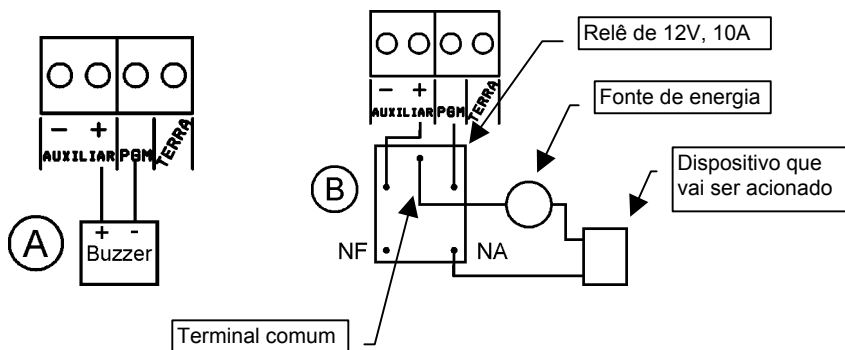 - +
AUXILIAR PGM TERRA
+ -
Buzzer
A
- +
AUXILIAR PGM TERRA
Relê de 12V, 10A
Fonte de energia
Dispositivo que
vai ser acionado
B
NF NA
Terminal comum